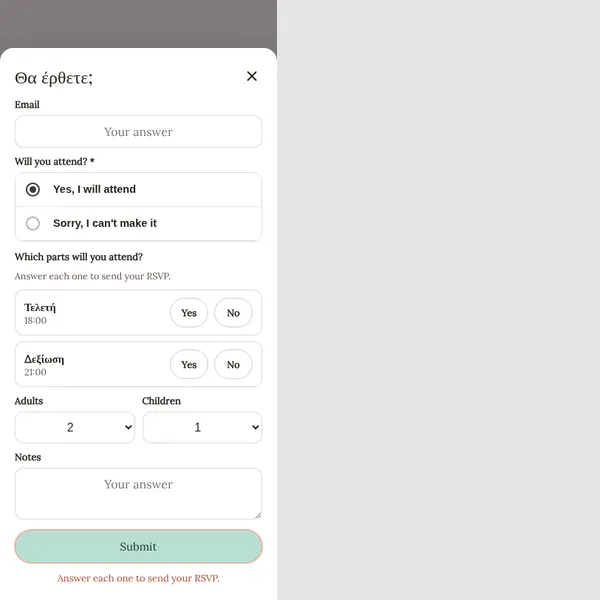 Θα έρθετε;
Email
Your answer
Will you attend? *
Yes, I will attend
Sorry, I can't make it
Which parts will you attend?
Answer each one to send your RSVP.
Τελετή
18:00
Yes No
Δεξίωση
21:00
Yes No
Adults Children
2 1
Notes
Your answer
Submit
Answer each one to send your RSVP.